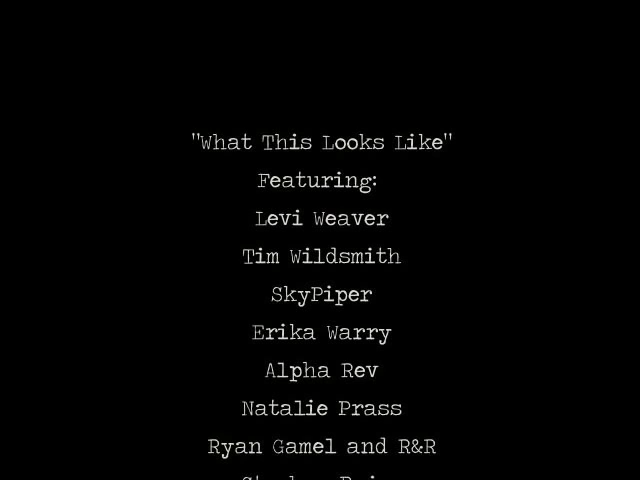 "What This Looks Like"
Featuring:
Levi Weaver
Tim Wildsmith
SkyPiper
Erika Warry
Alpha Rev
Natalie Prass
Ryan Gamel and R&R